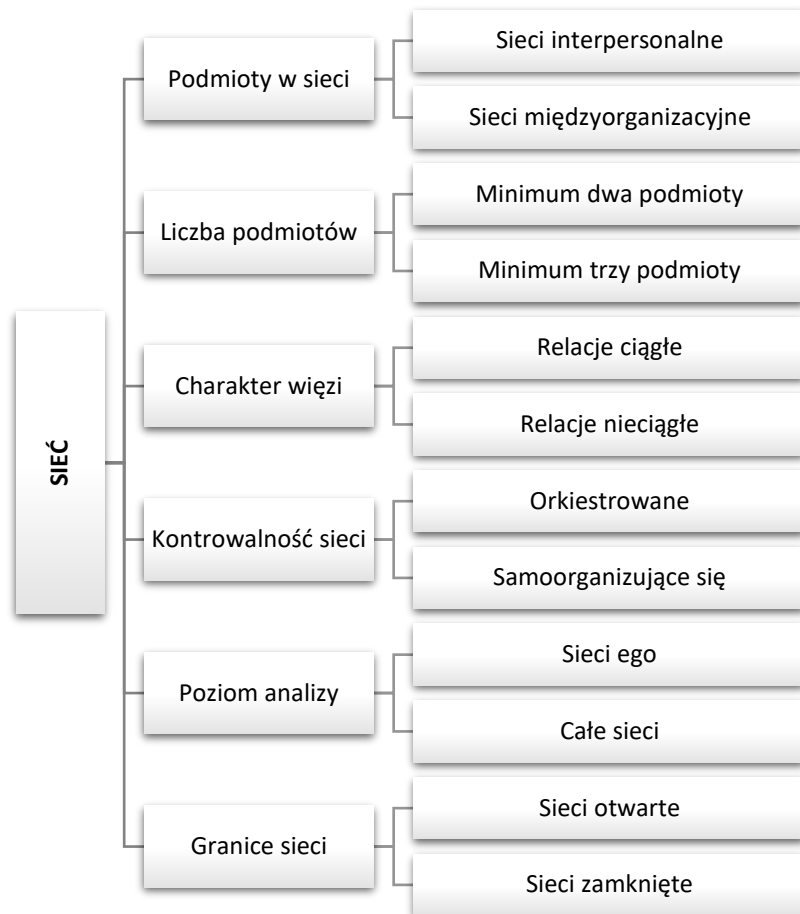 SIEĆ
Podmioty w sieci
Sieci interpersonalne
Sieci międzyorganizacyjne
Liczba podmiotów
Minimum dwa podmioty
Minimum trzy podmioty
Charakter więzi
Relacje ciągłe
Relacje nieciągłe
Kontrowalność sieci
Orkiestrowane
Samoorganizujące się
Poziom analizy
Sieci ego
Całe sieci
Granice sieci
Sieci otwarte
Sieci zamknięte